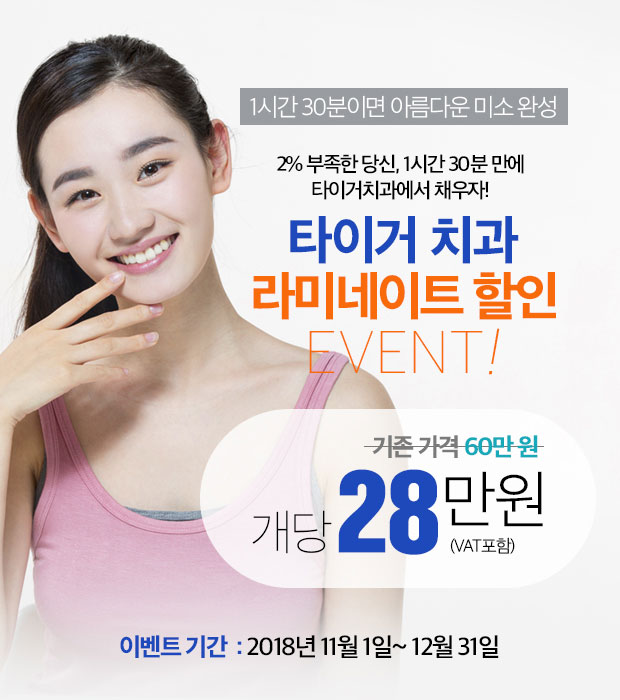 1시간 30분이면 아름다운 미소 완성
2% 부족한 당신, 1시간 30분 만에
타이거치과에서 채우자!
타이거 치과
라미네이트 할인
EVENT!
기존 가격 60만 원
개당 28만원
(VAT포함)
이벤트 기간 : 2018년 11월 1일~ 12월 31일